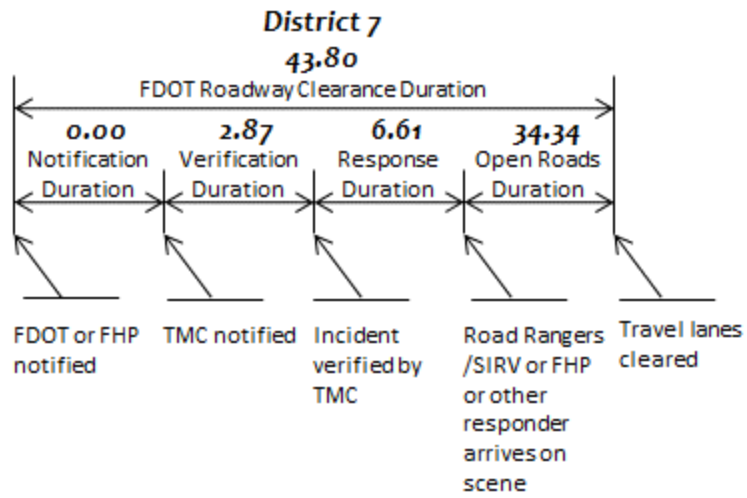 District 7
43.80
FDOT Roadway Clearance Duration
0.00 2.87 6.61 34.34
Notification Verification Response Open Roads
Duration Duration Duration Duration
FDOT or FHP TMC notified Incident Road Rangers Travel lanes
notified verified by /SIRV or FHP cleared
TMC or other
responder
arrives on
scene